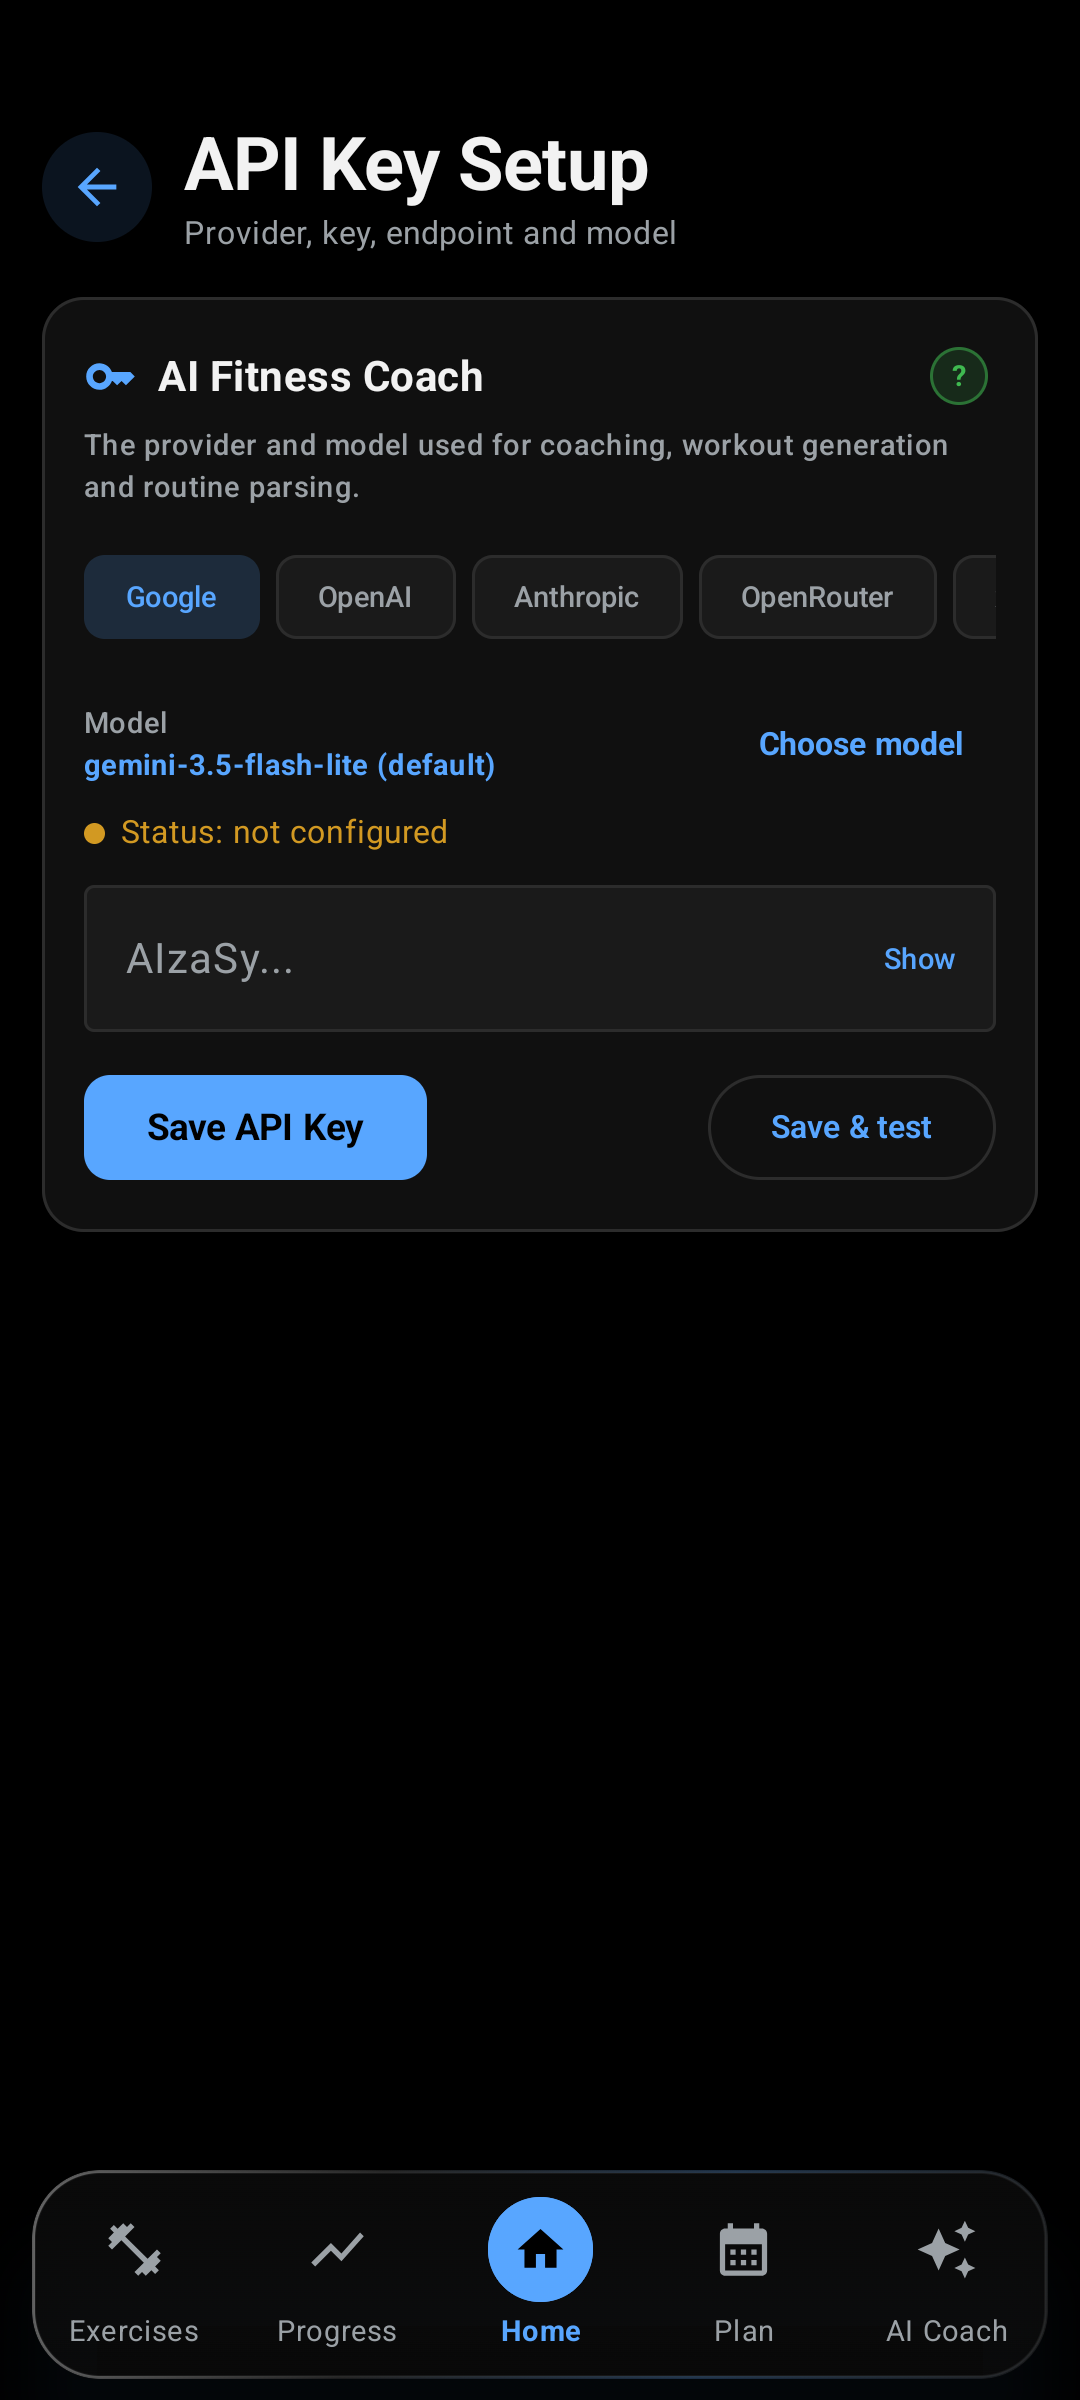 API Key Setup
Provider, key, endpoint and model
AI Fitness Coach
?
The provider and model used for coaching, workout generation
and routine parsing.
Google
OpenAI
Anthropic
OpenRouter
Model
gemini-3.5-flash-lite (default)
Choose model
Status: not configured
AIzaSy...
Show
Save API Key
Save & test
Exercises
Progress
Home
Plan
AI Coach